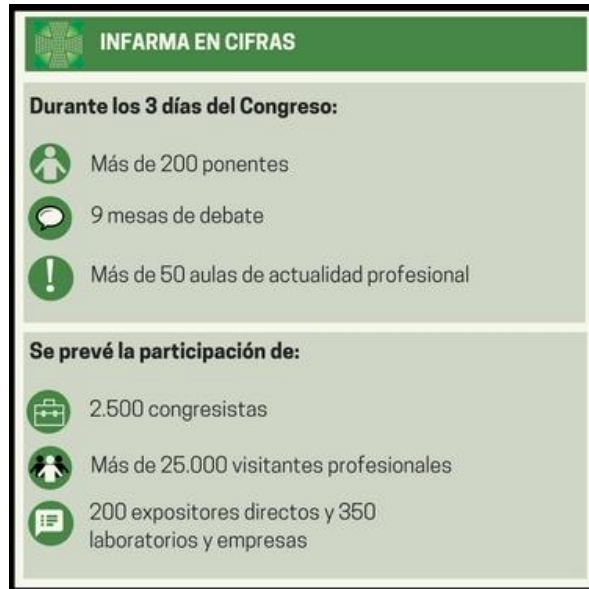 INFARMA EN CIFRAS
Durante los 3 días del Congreso:
Más de 200 ponentes
9 mesas de debate
Más de 50 aulas de actualidad profesional
Se prevé la participación de:
2.500 congresistas
Más de 25.000 visitantes profesionales
200 expositores directos y 350
laboratorios y empresas